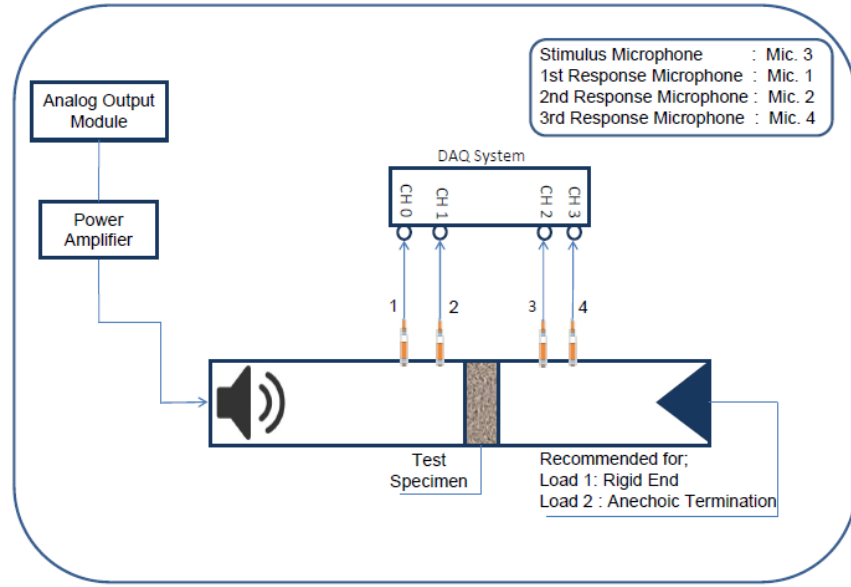 Stimulus Microphone : Mic. 3
1st Response Microphone : Mic. 1
2nd Response Microphone : Mic. 2
3rd Response Microphone : Mic. 4
Analog Output
Module
DAQ System
CH 0
CH 1
CH 2
CH 3
Power
Amplifier
1
2
3
4
Test
Specimen
Recommended for;
Load 1: Rigid End
Load 2 : Anechoic Termination